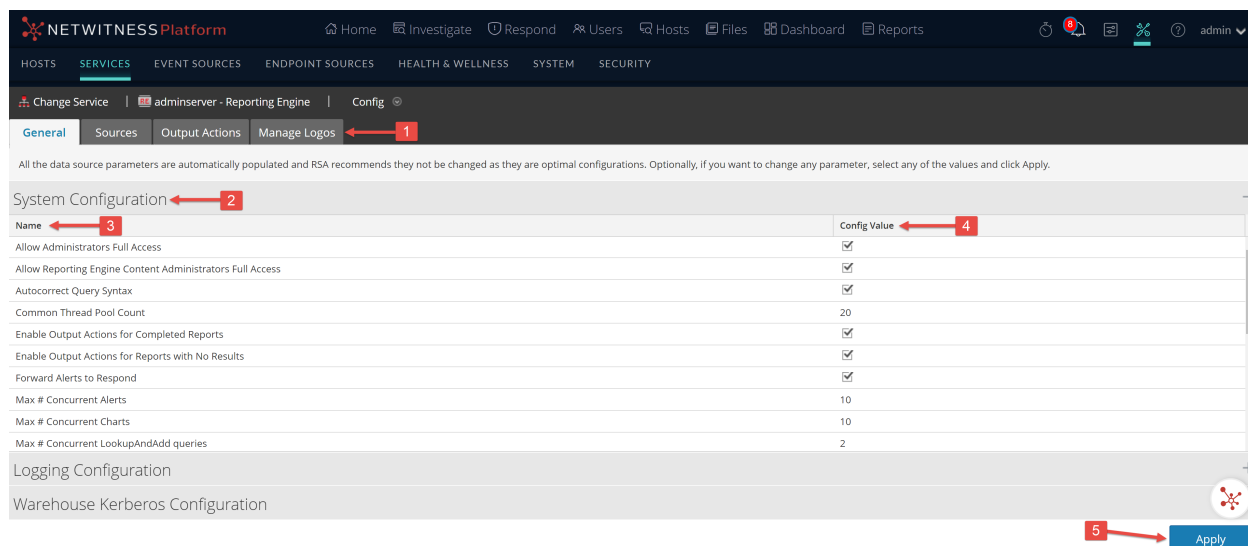 NETWITNESS Platform Home Investigate Respond Users Hosts Files Dashboard Reports 8 admin
HOSTS SERVICES EVENT SOURCES ENDPOINT SOURCES HEALTH & WELLNESS SYSTEM SECURITY
Change Service | RE adminserver - Reporting Engine | Config
General Sources Output Actions Manage Logos 1
All the data source parameters are automatically populated and RSA recommends they not be changed as they are optimal configurations. Optionally, if you want to change any parameter, select any of the values and click Apply.
System Configuration 2
Name 3 Config Value 4
Allow Administrators Full Access
Allow Reporting Engine Content Administrators Full Access
Autocorrect Query Syntax
Common Thread Pool Count 20
Enable Output Actions for Completed Reports
Enable Output Actions for Reports with No Results
Forward Alerts to Respond
Max # Concurrent Alerts 10
Max # Concurrent Charts 10
Max # Concurrent LookupAndAdd queries 2
Logging Configuration
Warehouse Kerberos Configuration
5 Apply